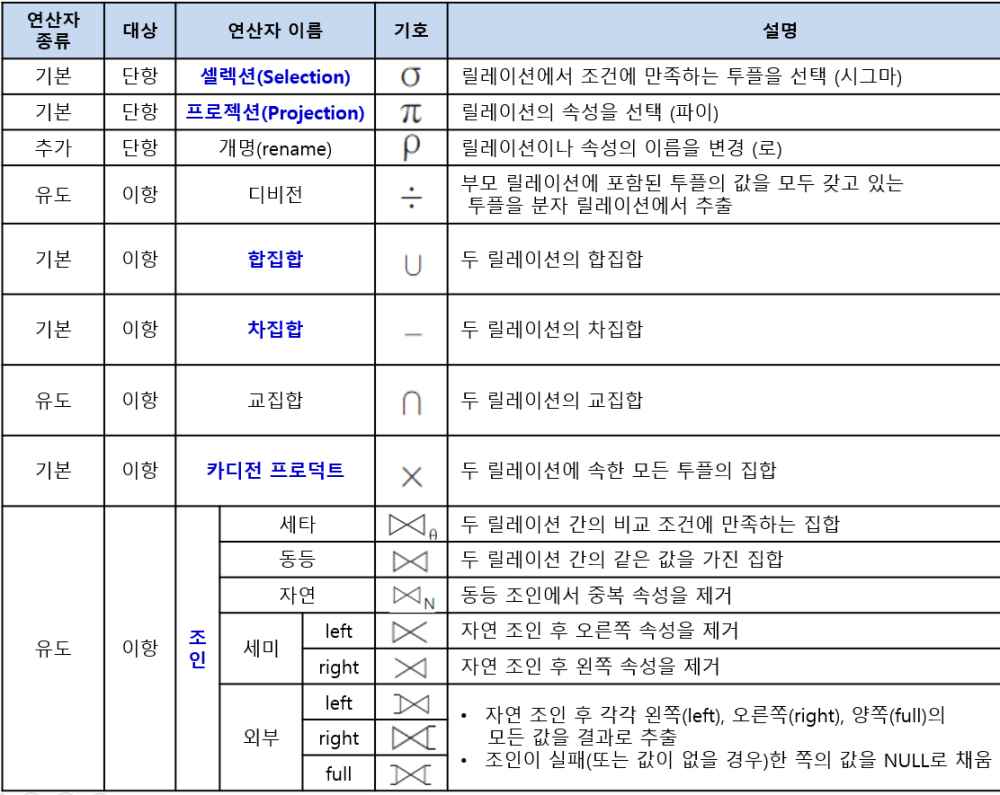 연산자 종류 대상 연산자 이름 기호 설명
기본 단항 셀렉션(Selection) σ 릴레이션에서 조건에 만족하는 투플을 선택 (시그마)
기본 단항 프로젝션(Projection) π 릴레이션의 속성을 선택 (파이)
추가 단항 개명(rename) ρ 릴레이션이나 속성의 이름을 변경 (로)
유도 이항 디비전 ÷ 부모 릴레이션에 포함된 투플의 값을 모두 갖고 있는
투플을 분자 릴레이션에서 추출
기본 이항 합집합 ∪ 두 릴레이션의 합집합
기본 이항 차집합 − 두 릴레이션의 차집합
유도 이항 교집합 ∩ 두 릴레이션의 교집합
기본 이항 카디전 프로덕트 × 두 릴레이션에 속한 모든 투플의 집합
유도 이항 조인
세타 ⋈θ 두 릴레이션 간의 비교 조건에 만족하는 집합
동등 ⋈ 두 릴레이션 간의 같은 값을 가진 집합
자연 ⋈N 동등 조인에서 중복 속성을 제거
세미 left ⋉ 자연 조인 후 오른쪽 속성을 제거
right ⋊ 자연 조인 후 왼쪽 속성을 제거
외부 left ⟕
right ⟖
full ⟗
• 자연 조인 후 각각 왼쪽(left), 오른쪽(right), 양쪽(full)의
모든 값을 결과로 추출
• 조인이 실패(또는 값이 없을 경우)한 쪽의 값을 NULL로 채움